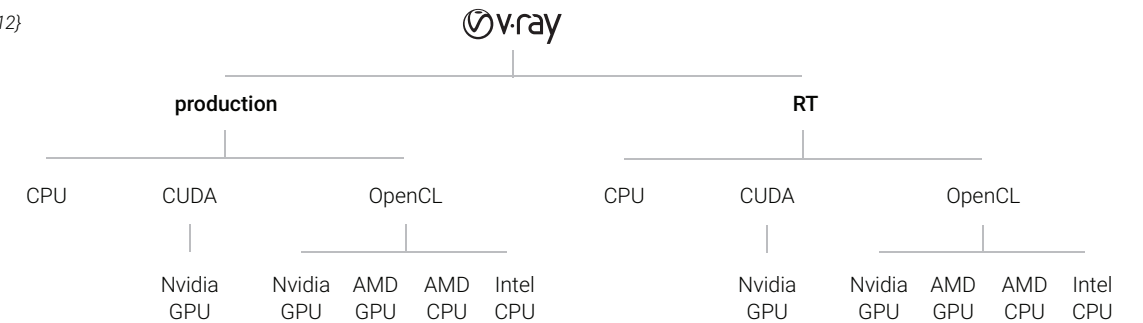 12}
v·ray
production RT
CPU CUDA OpenCL CPU CUDA OpenCL
Nvidia GPU Nvidia GPU AMD GPU AMD CPU Intel CPU Nvidia GPU Nvidia GPU AMD GPU AMD CPU Intel CPU